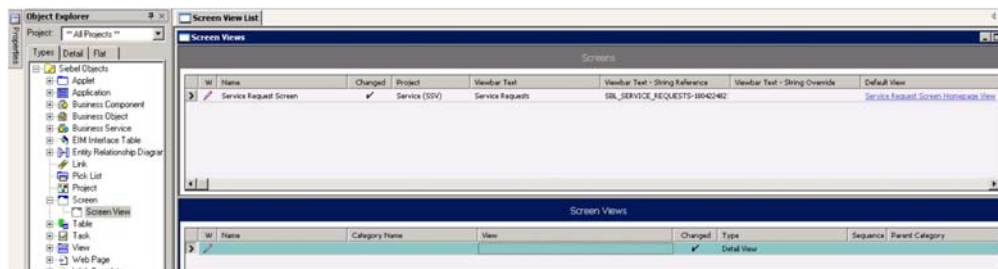 Object Explorer
Project: ** All Projects **
Types Detail Flat
Siebel Objects
Applet
Application
Business Component
Business Object
Business Service
EIM Interface Table
Entity Relationship Diagram
Link
Pick List
Project
Screen
Screen View
Table
Task
View
Web Page
Properties
Screen View List
Screen Views
Screens
W Name Changed Project Viewbar Text Viewbar Text - String Reference Viewbar Text - String Override Default View
Service Request Screen Service (SSV) Service Requests SBL_SERVICE_REQUESTS-100422482 Service Request Screen Homepage View
Screen Views
W Name Category Name View Changed Type Sequence Parent Category
Detail View